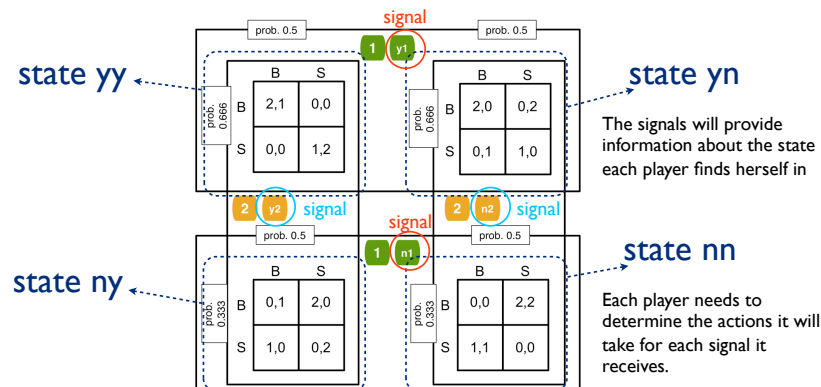 signal
prob. 0.5
prob. 0.5
1 y1
state yy
state yn
B S
B S
prob. 0.666
B 2,1 0,0
prob. 0.666
B 2,0 0,2
S 0,0 1,2
S 0,1 1,0
The signals will provide
information about the state
each player finds herself in
2 y2 signal
2 n2 signal
signal
prob. 0.5
prob. 0.5
1 n1
state ny
state nn
B S
B S
prob. 0.333
B 0,1 2,0
prob. 0.333
B 0,0 2,2
S 1,0 0,2
S 1,1 0,0
Each player needs to
determine the actions it will
take for each signal it
receives.